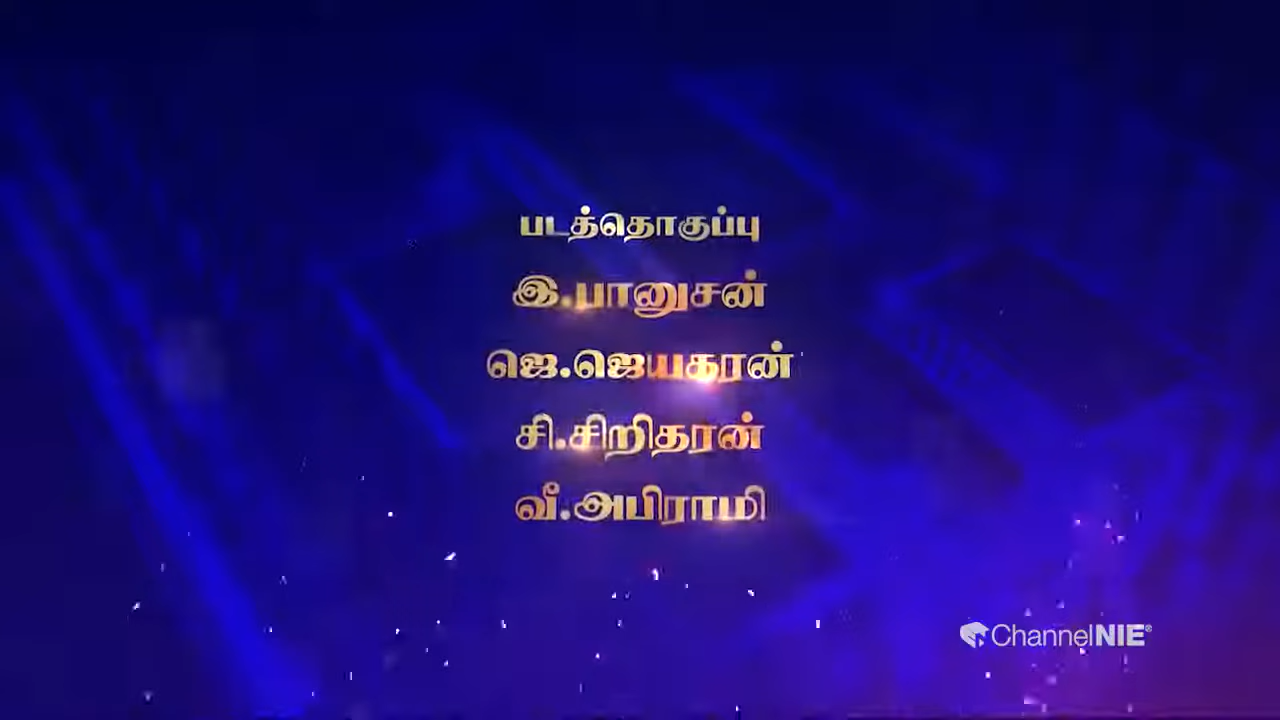 படத்தொகுப்பு
இ.பானுசன்
ஜெ.ஜெயகரன்
சி.சிறிதரன்
வீ.அபிராமி
ChannelNIE®